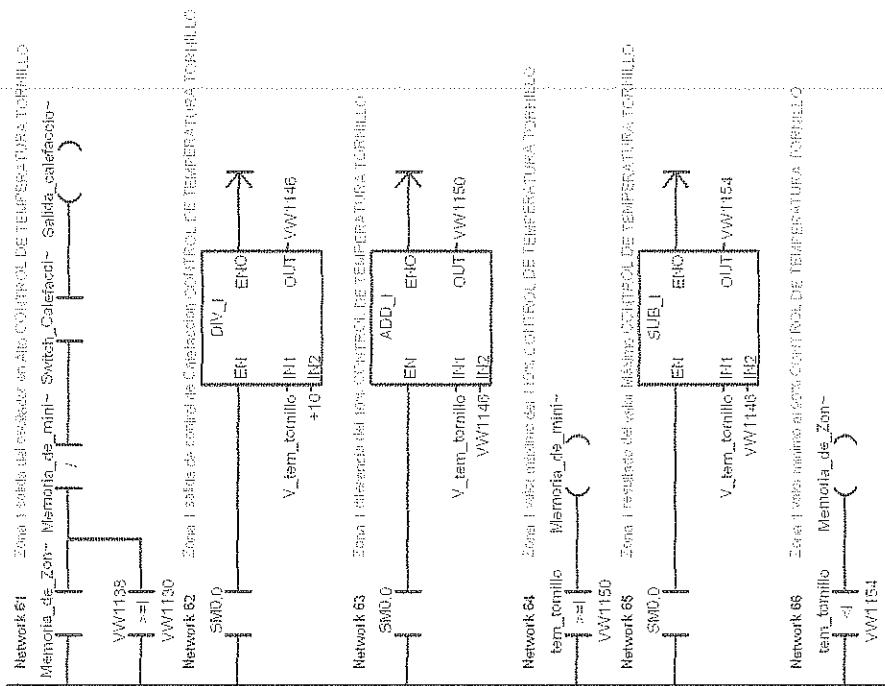 Network 61 Zona 1 salida del calefactor en Alto CONTROL DE TEMPERATURA TORNILLO
Memoria_de_Zon~ Memoria_de_mini~ Switch_Calefacci~ Salida_calefaccio~
/
VW1138
>=I
VW1130
Network 62 Zona 1 salida de control de Calefacción CONTROL DE TEMPERATURA TORNILLO
SM0.0
DIV_I
EN ENO
V_tem_tornillo IN1 OUT VW1146
+10 IN2
Network 63 Zona 1 diferencia del 10% CONTROL DE TEMPERATURA TORNILLO
SM0.0
ADD_I
EN ENO
V_tem_tornillo IN1 OUT VW1150
VW1146 IN2
Network 64 Zona 1 valor máximo del 110% CONTROL DE TEMPERATURA TORNILLO
tem_tornillo Memoria_de_mini~
>=I
VW1150
Network 65 Zona 1 resultado del valor Máximo CONTROL DE TEMPERATURA TORNILLO
SM0.0
SUB_I
EN ENO
V_tem_tornillo IN1 OUT VW1154
VW1146 IN2
Network 66 Zona 1 valor mínimo al 90% CONTROL DE TEMPERATURA TORNILLO
tem_tornillo Memoria_de_Zon~
<I
VW1154